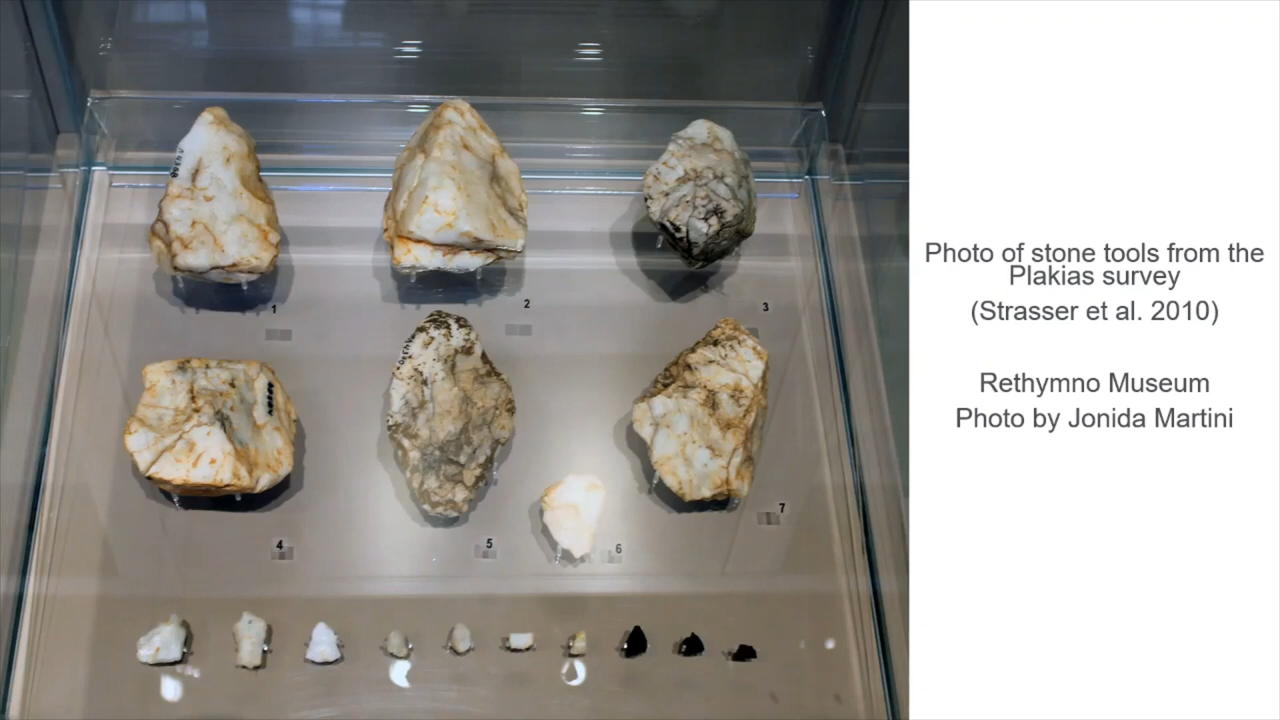 1
2
3
4
5
6
7
Photo of stone tools from the
Plakias survey
(Strasser et al. 2010)
Rethymno Museum
Photo by Jonida Martini